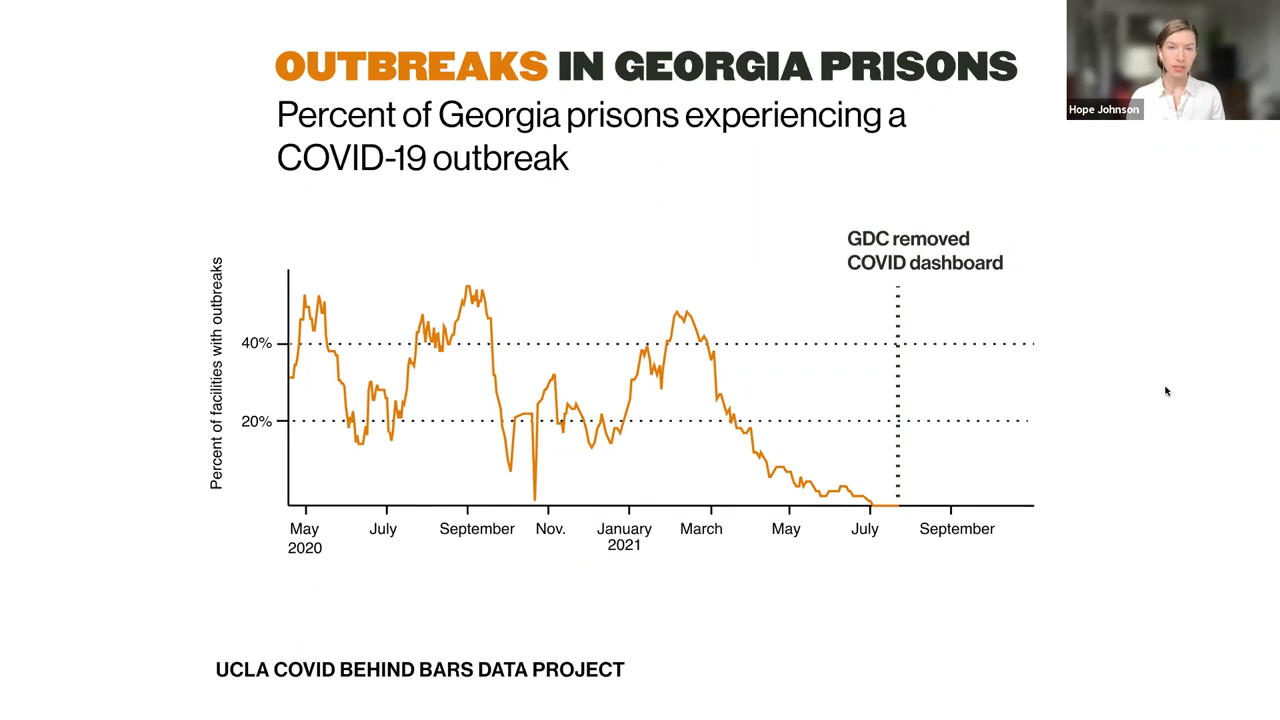 OUTBREAKS IN GEORGIA PRISONS
Percent of Georgia prisons experiencing a
COVID-19 outbreak
Hope Johnson
GDC removed
COVID dashboard
Percent of facilities with outbreaks
40%
20%
May July September Nov. January March May July September
2020 2021
UCLA COVID BEHIND BARS DATA PROJECT